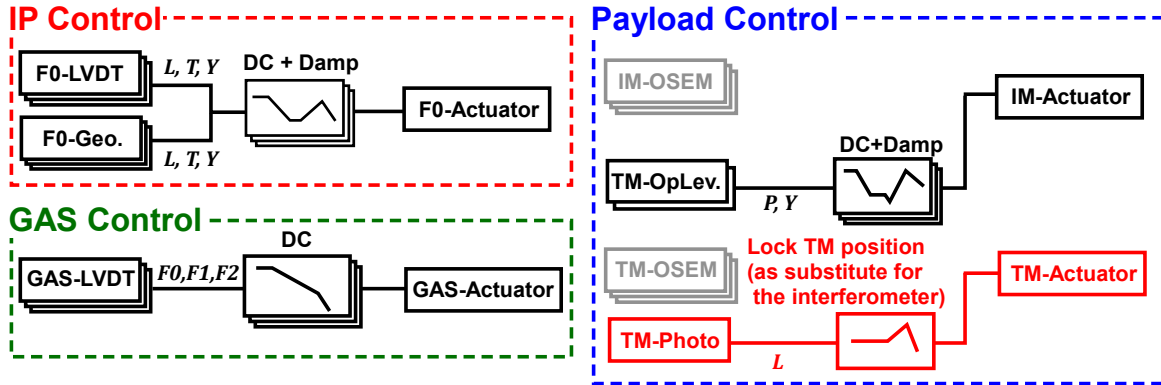 IP Control
F0-LVDT
L, T, Y
DC + Damp
F0-Actuator
F0-Geo.
L, T, Y
GAS Control
GAS-LVDT
F0,F1,F2
DC
GAS-Actuator
Payload Control
IM-OSEM
IM-Actuator
TM-OpLev.
P, Y
DC+Damp
TM-OSEM
Lock TM position
(as substitute for
the interferometer)
TM-Actuator
TM-Photo
L